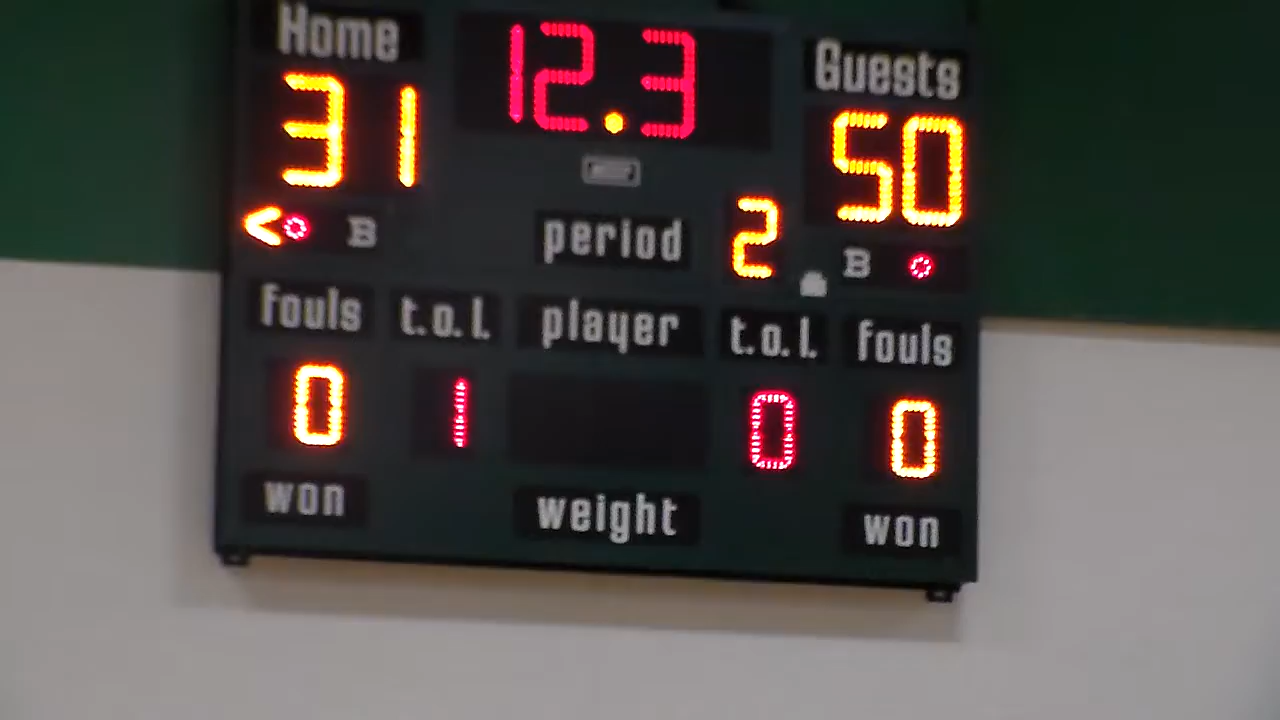 Home 12.3 Guests
31 50
< B period 2 B
fouls t.o.l. player t.o.l. fouls
0 1 0 0
won weight won